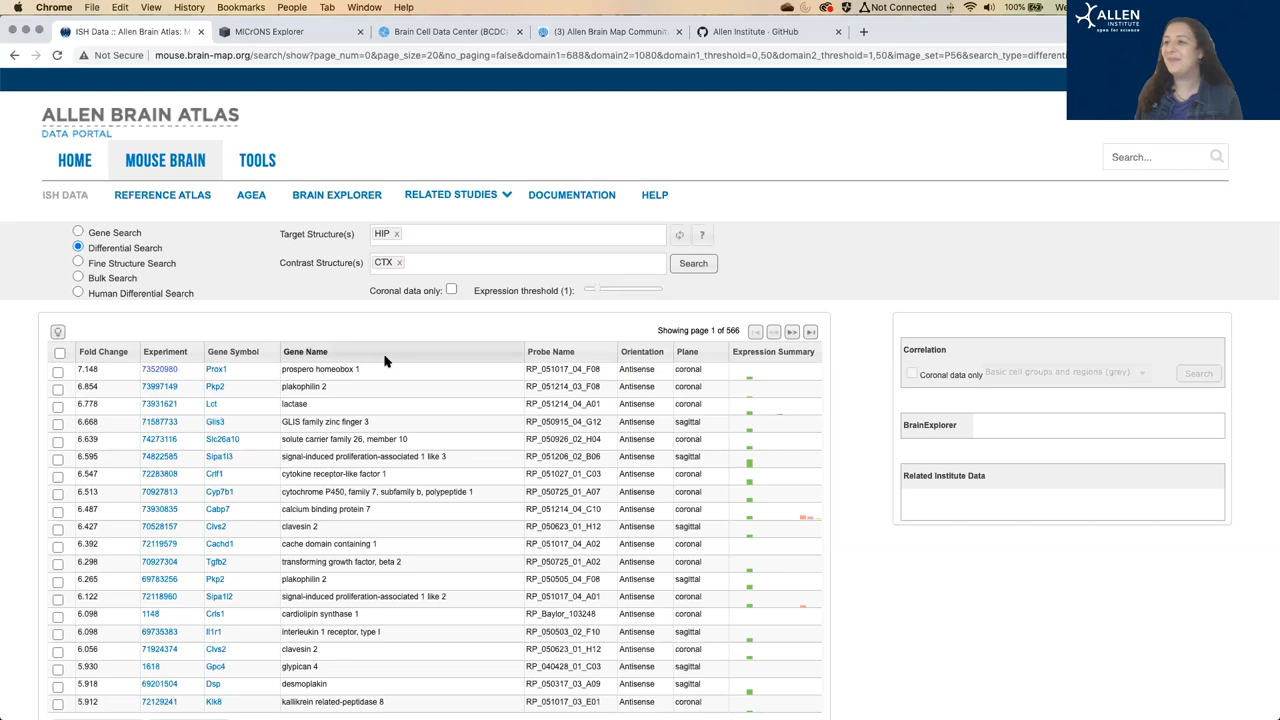 Chrome File Edit View History Bookmarks People Tab Window Help
Not Connected 100%
ISH Data :: Allen Brain Atlas: M
MICrONS Explorer
Brain Cell Data Center (BCDC)
(3) Allen Brain Map Communi
Allen Institute · GitHub
Not Secure mouse.brain-map.org/search/show?page_num=0&page_size=20&no_paging=false&domain1=688&domain2=1080&domain1_threshold=0,50&domain2_threshold=1,50&image_set=P56&search_type=differenti
ALLEN INSTITUTE
open for science
ALLEN BRAIN ATLAS
DATA PORTAL
HOME MOUSE BRAIN TOOLS
Search...
ISH DATA REFERENCE ATLAS AGEA BRAIN EXPLORER RELATED STUDIES DOCUMENTATION HELP
Gene Search
Differential Search
Fine Structure Search
Bulk Search
Human Differential Search
Target Structure(s) HIP x ?
Contrast Structure(s) CTX x Search
Coronal data only: Expression threshold (1):
Showing page 1 of 566
Fold Change Experiment Gene Symbol Gene Name Probe Name Orientation Plane Expression Summary
7.148 73520980 Prox1 prospero homeobox 1 RP_051017_04_F08 Antisense coronal
6.854 73997149 Pkp2 plakophilin 2 RP_051214_03_F08 Antisense coronal
6.778 73931621 Lct lactase RP_051214_04_A01 Antisense coronal
6.668 71587733 Glis3 GLIS family zinc finger 3 RP_050915_04_G12 Antisense sagittal
6.639 74273116 Slc26a10 solute carrier family 26, member 10 RP_050926_02_H04 Antisense coronal
6.595 74822585 Sipa1l3 signal-induced proliferation-associated 1 like 3 RP_051206_02_B06 Antisense sagittal
6.547 72283808 Crlf1 cytokine receptor-like factor 1 RP_051027_01_C03 Antisense coronal
6.513 70927813 Cyp7b1 cytochrome P450, family 7, subfamily b, polypeptide 1 RP_050725_01_A07 Antisense coronal
6.487 73930835 Cabp7 calcium binding protein 7 RP_051214_04_C10 Antisense coronal
6.427 70528157 Clvs2 clavesin 2 RP_050623_01_H12 Antisense sagittal
6.392 72119579 Cachd1 cache domain containing 1 RP_051017_04_A02 Antisense coronal
6.298 70927304 Tgfb2 transforming growth factor, beta 2 RP_050725_01_A02 Antisense coronal
6.265 69783256 Pkp2 plakophilin 2 RP_050505_04_F08 Antisense sagittal
6.122 72118960 Sipa1l2 signal-induced proliferation-associated 1 like 2 RP_051017_04_A01 Antisense coronal
6.098 1148 Crls1 cardiolipin synthase 1 RP_Baylor_103248 Antisense coronal
6.098 69735383 Il1r1 interleukin 1 receptor, type I RP_050503_02_F10 Antisense sagittal
6.056 71924374 Clvs2 clavesin 2 RP_050623_01_H12 Antisense coronal
5.930 1618 Gpc4 glypican 4 RP_040428_01_C03 Antisense sagittal
5.918 69201504 Dsp desmoplakin RP_050317_03_A09 Antisense sagittal
5.912 72129241 Klk8 kallikrein related-peptidase 8 RP_051017_03_E01 Antisense coronal
Correlation
Coronal data only Basic cell groups and regions (grey) Search
BrainExplorer
Related Institute Data